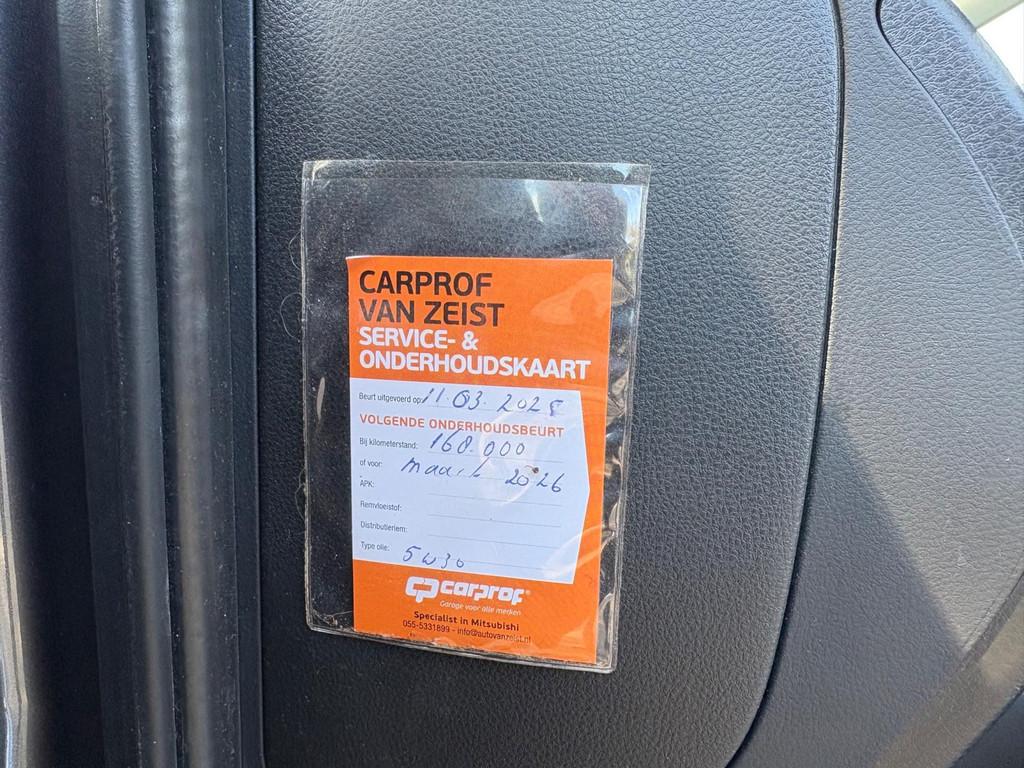 CARPROF
VAN ZEIST
SERVICE- &
ONDERHOUDSKAART
Beurt uitgevoerd op: 11.03.2025
VOLGENDE ONDERHOUDSBEURT
Bij kilometerstand: 168.000
of voor: maart 2026
APK:
Remvloeistof:
Distributieriem:
Type olie: 5w30
carprof
Garage voor alle merken
Specialist in Mitsubishi
055-5331899 - info@autovanzeist.nl